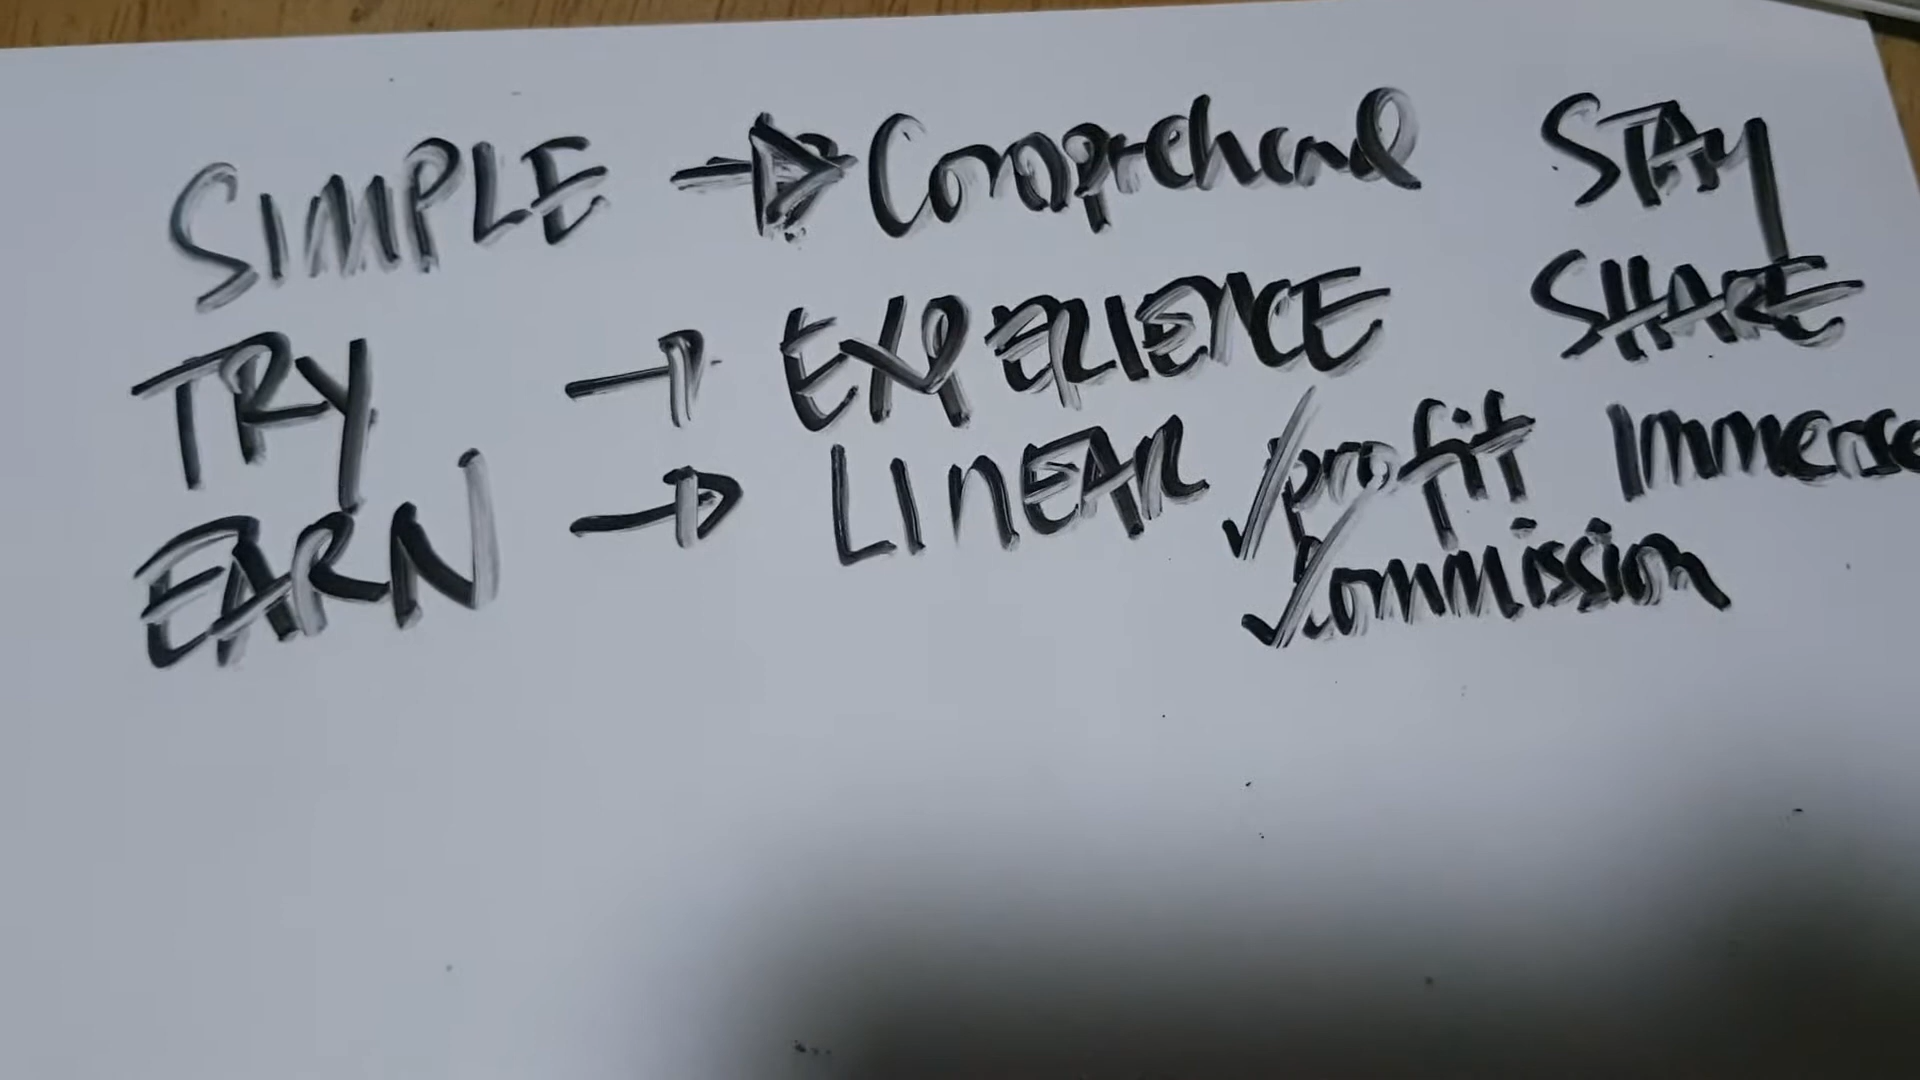 SIMPLE → Comprehend STAY
TRY → EXPERIENCE SHARE
EARN → LINEAR ✓profit Immerse
✓Commission